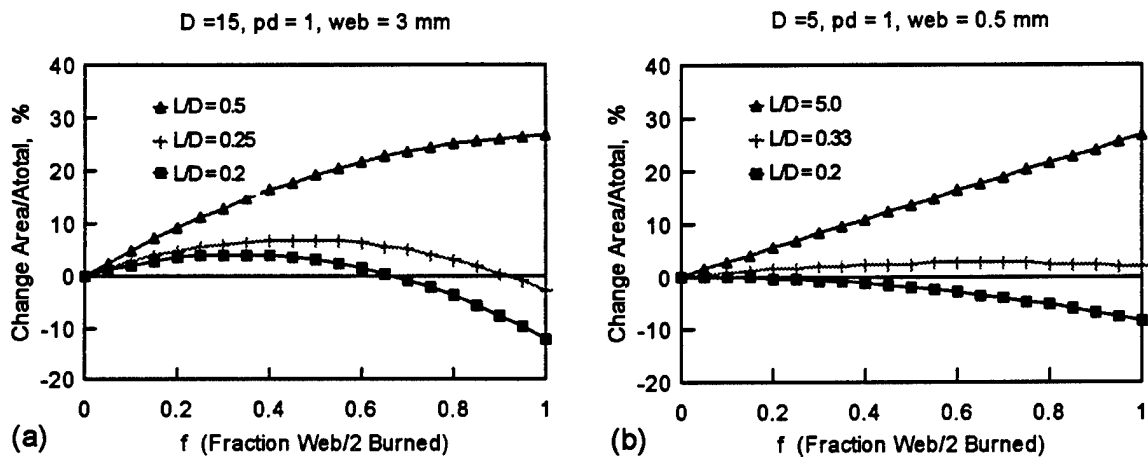 D =15, pd = 1, web = 3 mm
Change Area/Atotal, %
40
30
20
10
0
-10
-20
L/D=0.5
L/D=0.25
L/D=0.2
0
0.2
0.4
0.6
0.8
1
f (Fraction Web/2 Burned)
(a)
D =5, pd = 1, web = 0.5 mm
Change Area/Atotal, %
40
30
20
10
0
-10
-20
L/D=5.0
L/D=0.33
L/D=0.2
0
0.2
0.4
0.6
0.8
1
f (Fraction Web/2 Burned)
(b)